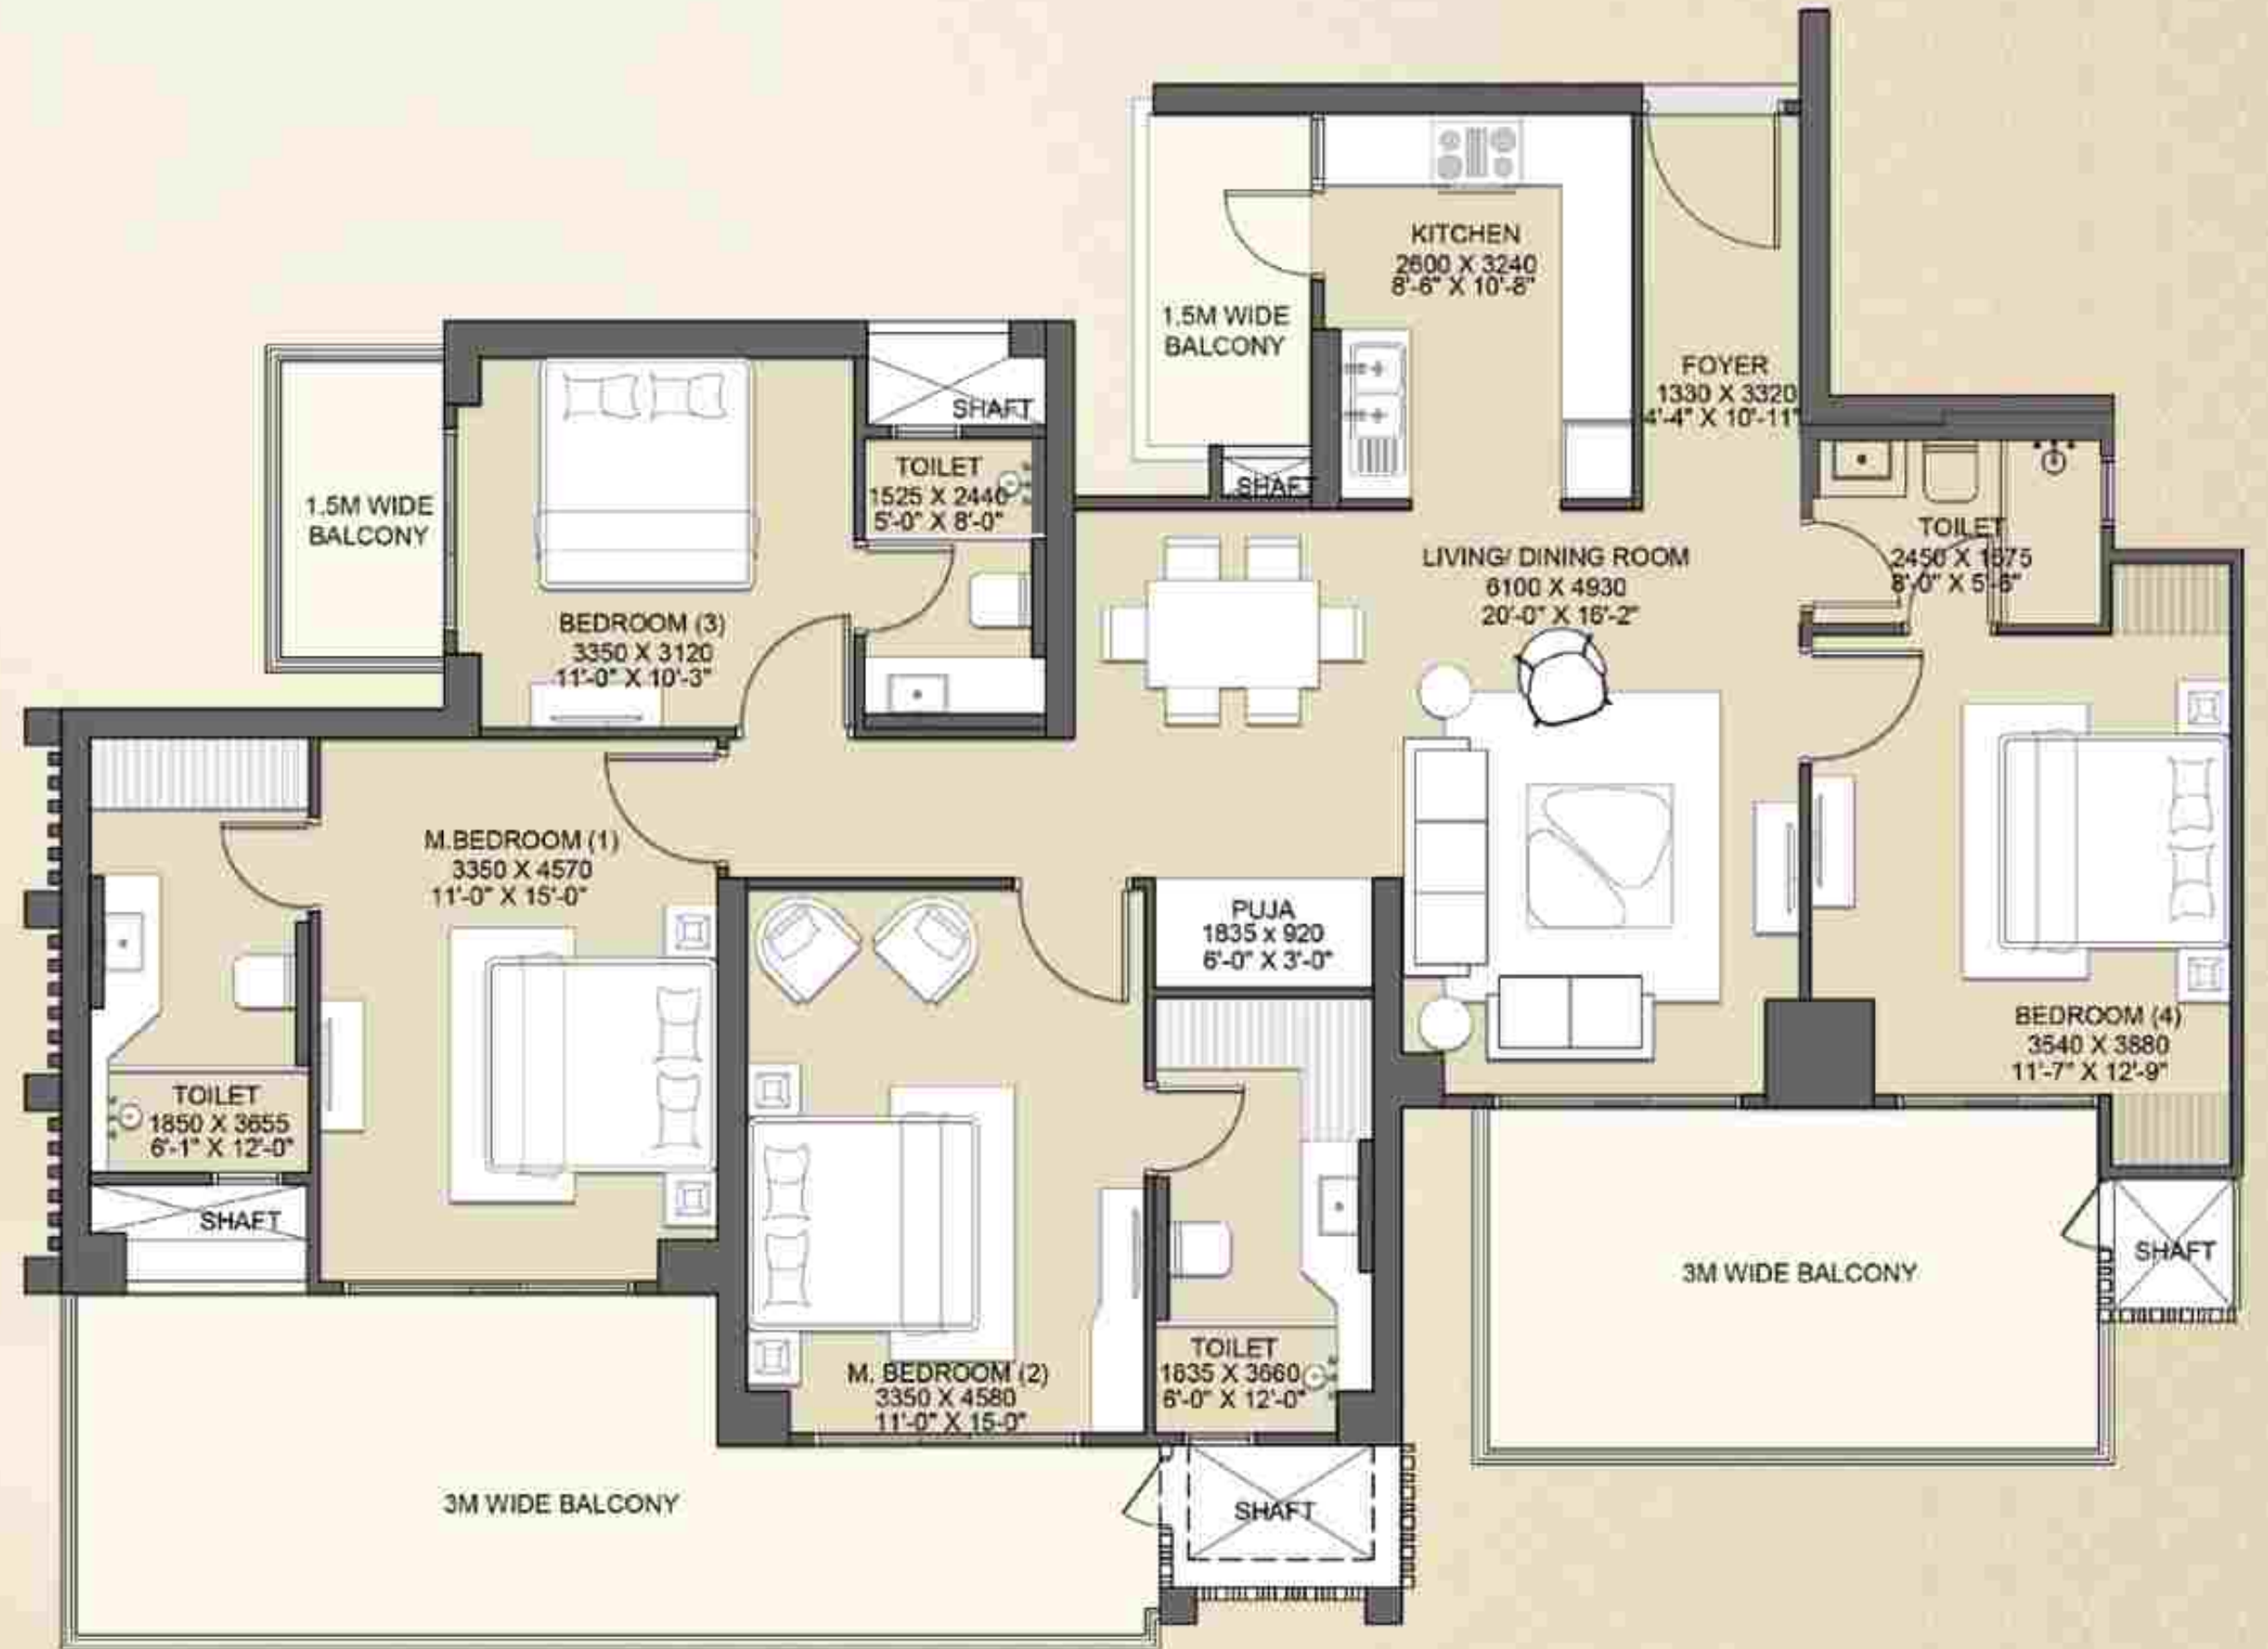 KITCHEN
2600 X 3240
8'-6" X 10'-8"
1.5M WIDE
BALCONY
SHAFT
FOYER
1330 X 3320
4'-4" X 10'-11"
SHAFT
TOILET
1525 X 2440
5'-0" X 8'-0"
1.5M WIDE
BALCONY
BEDROOM (3)
3350 X 3120
11'-0" X 10'-3"
LIVING/ DINING ROOM
6100 X 4930
20'-0" X 16'-2"
TOILET
2450 X 1675
8'-0" X 5'-6"
M.BEDROOM (1)
3350 X 4570
11'-0" X 15'-0"
PUJA
1835 x 920
6'-0" X 3'-0"
BEDROOM (4)
3540 X 3880
11'-7" X 12'-9"
TOILET
1850 X 3655
6'-1" X 12'-0"
SHAFT
M. BEDROOM (2)
3350 X 4580
11'-0" X 15-0"
TOILET
1835 X 3660
6'-0" X 12'-0"
3M WIDE BALCONY
SHAFT
3M WIDE BALCONY
SHAFT